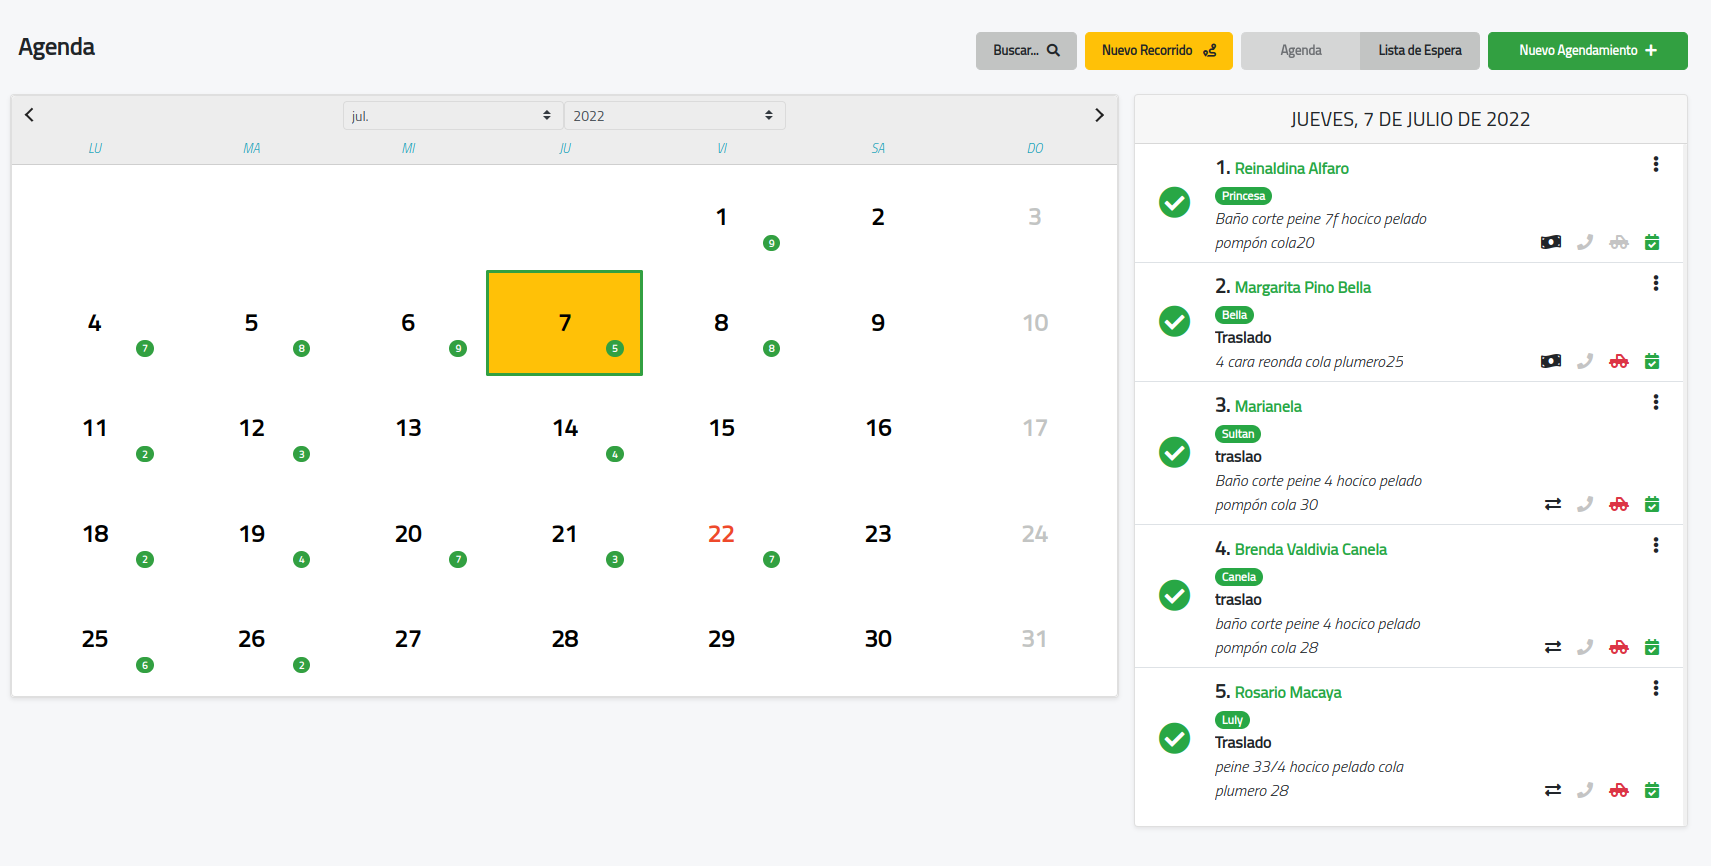 Agenda
Buscar...
Nuevo Recorrido
Agenda
Lista de Espera
Nuevo Agendamiento
jul.
2022
LU MA MI JU VI SA DO
1 2 3
9
4 5 6 7 8 9 10
7 8 9 5 8
11 12 13 14 15 16 17
2 3 4
18 19 20 21 22 23 24
2 4 7 3 7
25 26 27 28 29 30 31
6 2
JUEVES, 7 DE JULIO DE 2022
1. Reinaldina Alfaro
Princesa
Baño corte peine 7f hocico pelado
pompón cola20
2. Margarita Pino Bella
Bella
Traslado
4 cara reonda cola plumero25
3. Marianela
Sultan
traslao
Baño corte peine 4 hocico pelado
pompón cola 30
4. Brenda Valdivia Canela
Canela
traslao
baño corte peine 4 hocico pelado
pompón cola 28
5. Rosario Macaya
Luly
Traslado
peine 33/4 hocico pelado cola
plumero 28